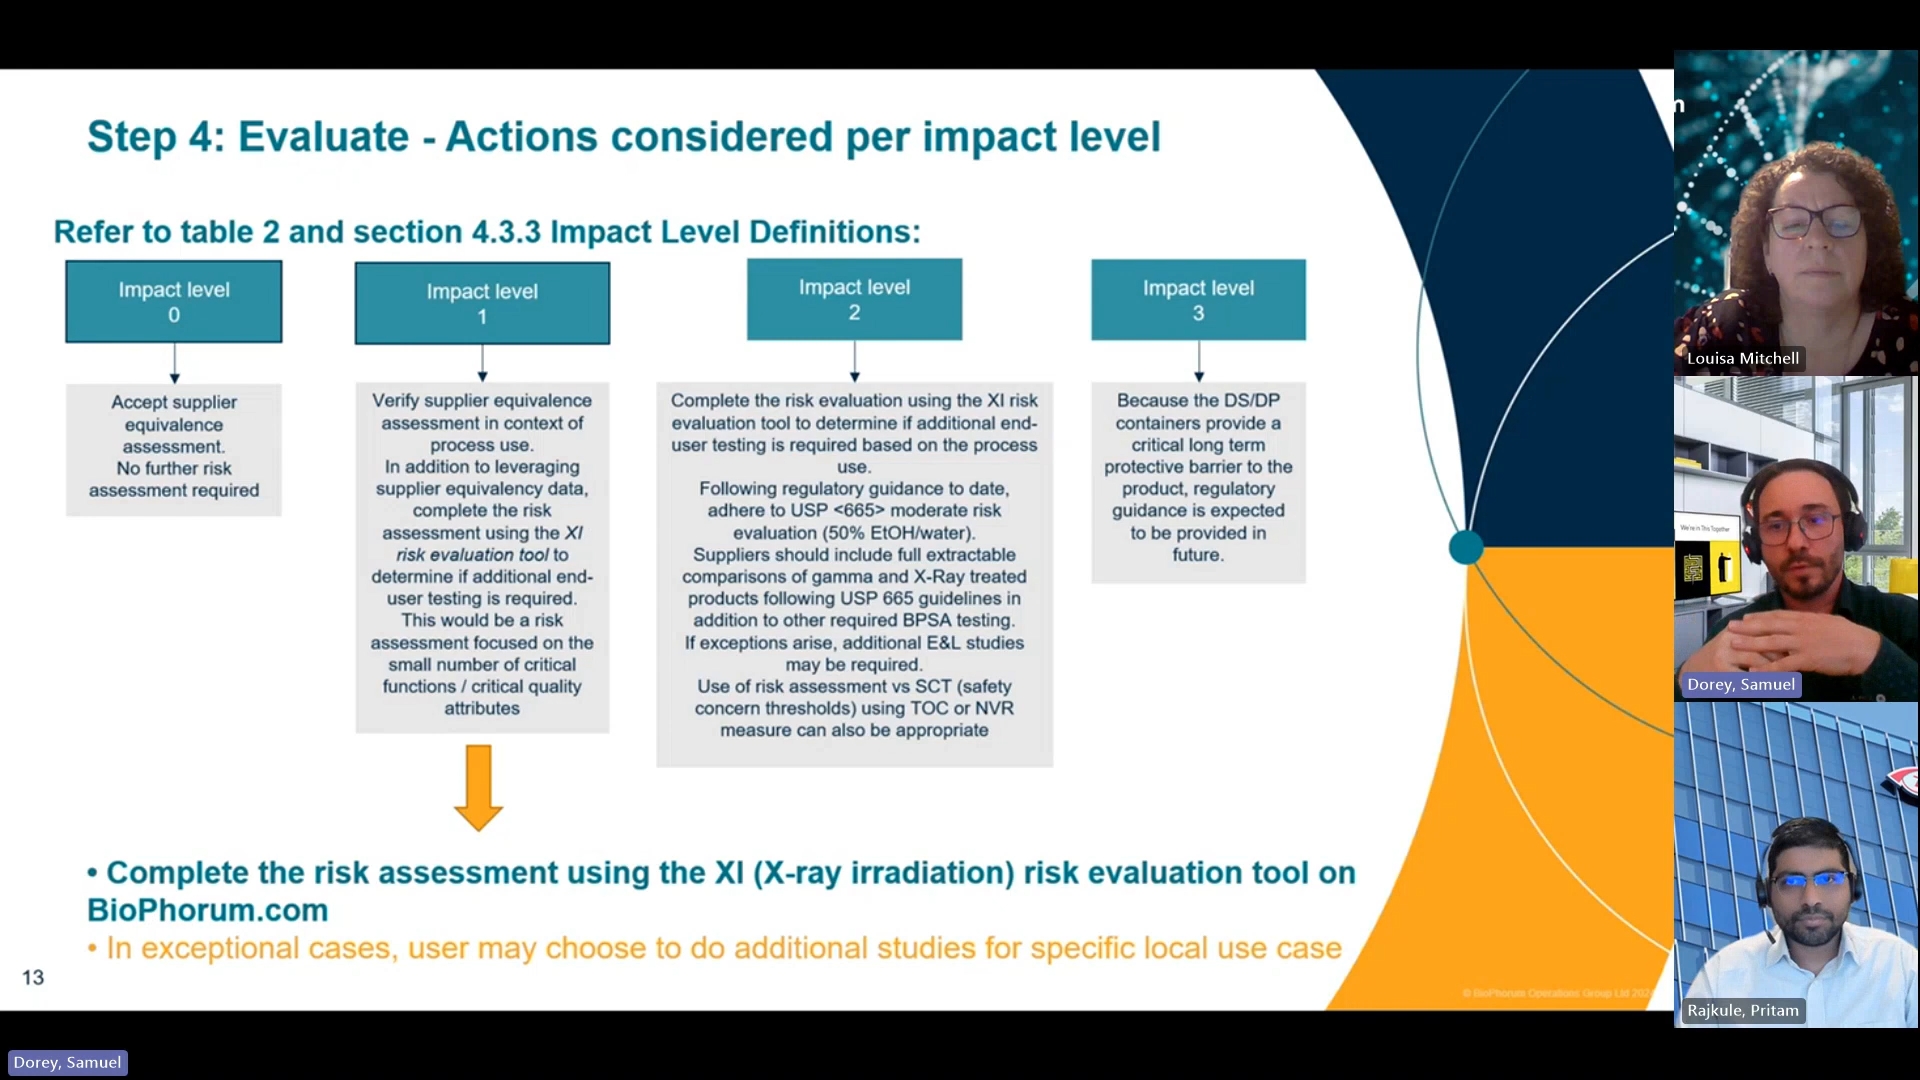 Step 4: Evaluate - Actions considered per impact level
Refer to table 2 and section 4.3.3 Impact Level Definitions:
Impact level
0
Accept supplier
equivalence
assessment.
No further risk
assessment required
Impact level
1
Verify supplier equivalence
assessment in context of
process use.
In addition to leveraging
supplier equivalency data,
complete the risk
assessment using the XI
risk evaluation tool to
determine if additional end-
user testing is required.
This would be a risk
assessment focused on the
small number of critical
functions / critical quality
attributes
Impact level
2
Complete the risk evaluation using the XI risk
evaluation tool to determine if additional end-
user testing is required based on the process
use.
Following regulatory guidance to date,
adhere to USP <665> moderate risk
evaluation (50% EtOH/water).
Suppliers should include full extractable
comparisons of gamma and X-Ray treated
products following USP 665 guidelines in
addition to other required BPSA testing.
If exceptions arise, additional E&L studies
may be required.
Use of risk assessment vs SCT (safety
concern thresholds) using TOC or NVR
measure can also be appropriate
Impact level
3
Because the DS/DP
containers provide a
critical long term
protective barrier to the
product, regulatory
guidance is expected
to be provided in
future.
• Complete the risk assessment using the XI (X-ray irradiation) risk evaluation tool on
BioPhorum.com
• In exceptional cases, user may choose to do additional studies for specific local use case
13
© BioPhorum Operations Group Ltd
Louisa Mitchell
We're in This Together
Dorey, Samuel
Rajkule, Pritam
Dorey, Samuel